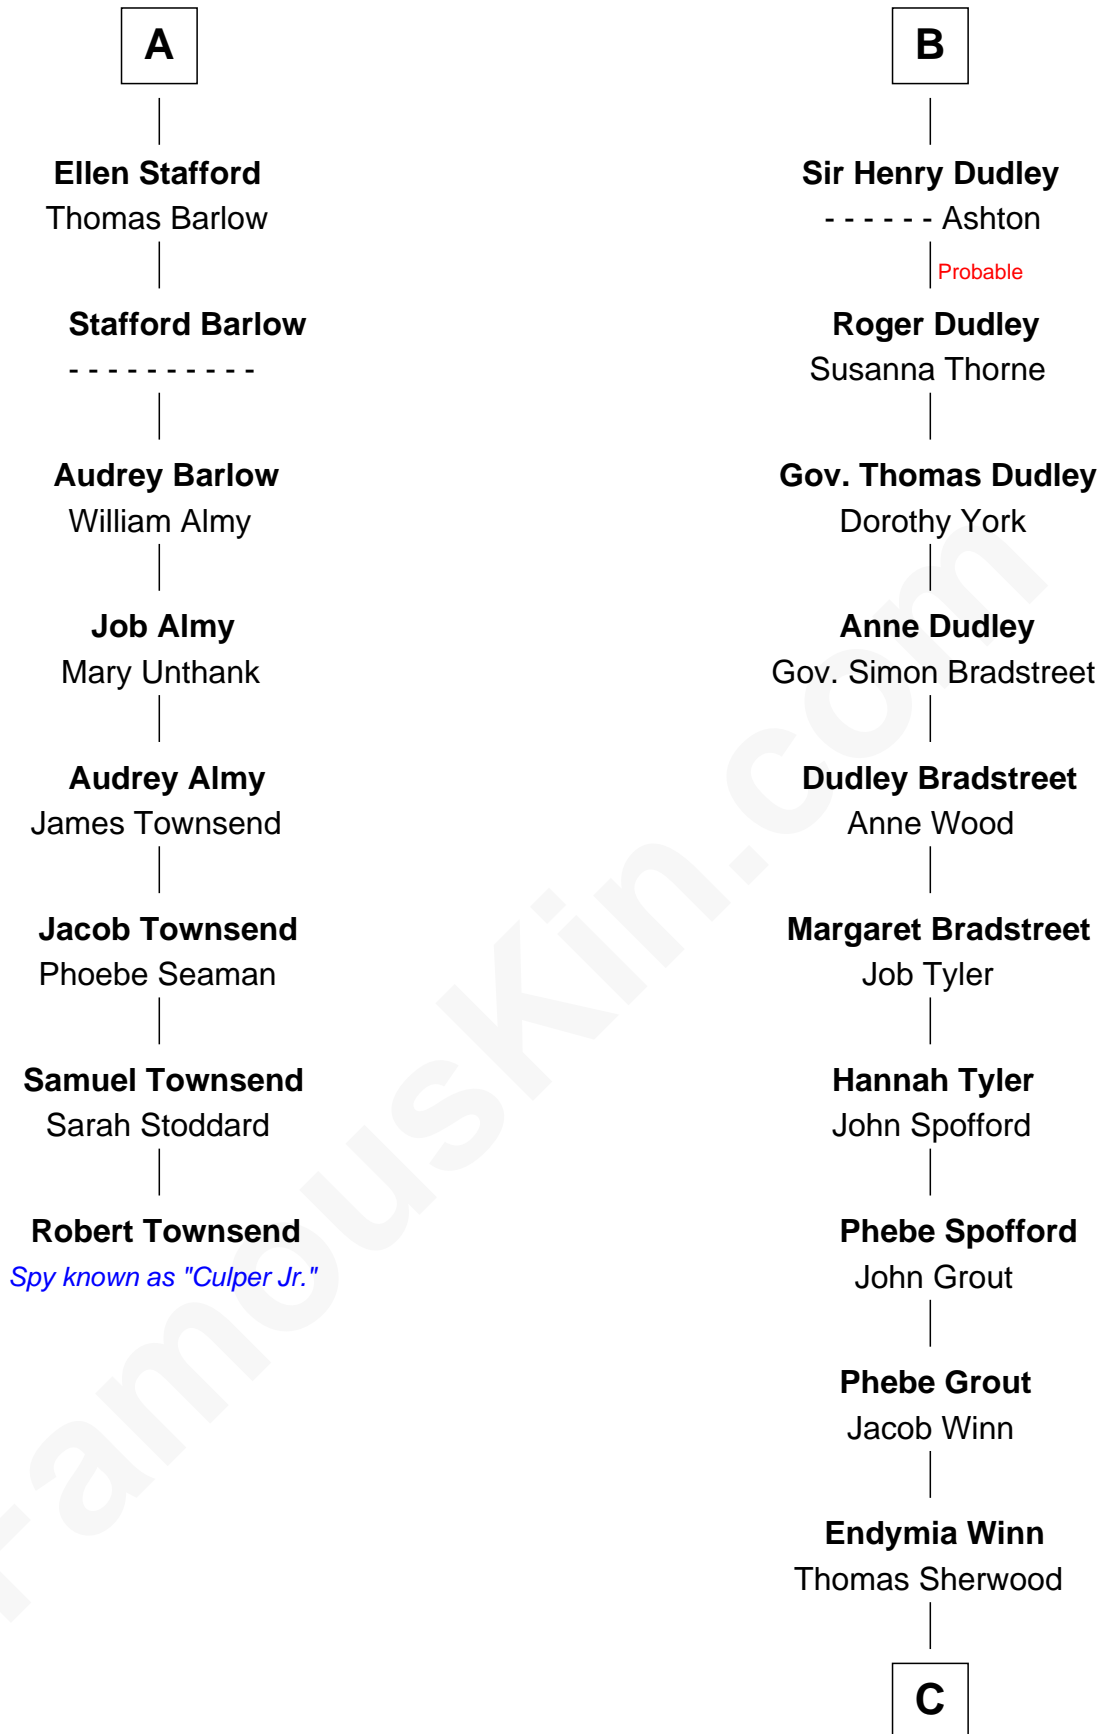 A
Ellen Stafford
Thomas Barlow
Stafford Barlow
- - - - - - - - - -
Audrey Barlow
William Almy
Job Almy
Mary Unthank
Audrey Almy
James Townsend
Jacob Townsend
Phoebe Seaman
Samuel Townsend
Sarah Stoddard
Robert Townsend
Spy known as "Culper Jr."
B
Sir Henry Dudley
- - - - - - Ashton
Probable
Roger Dudley
Susanna Thorne
Gov. Thomas Dudley
Dorothy York
Anne Dudley
Gov. Simon Bradstreet
Dudley Bradstreet
Anne Wood
Margaret Bradstreet
Job Tyler
Hannah Tyler
John Spofford
Phebe Spofford
John Grout
Phebe Grout
Jacob Winn
Endymia Winn
Thomas Sherwood
C
FamousKin.com